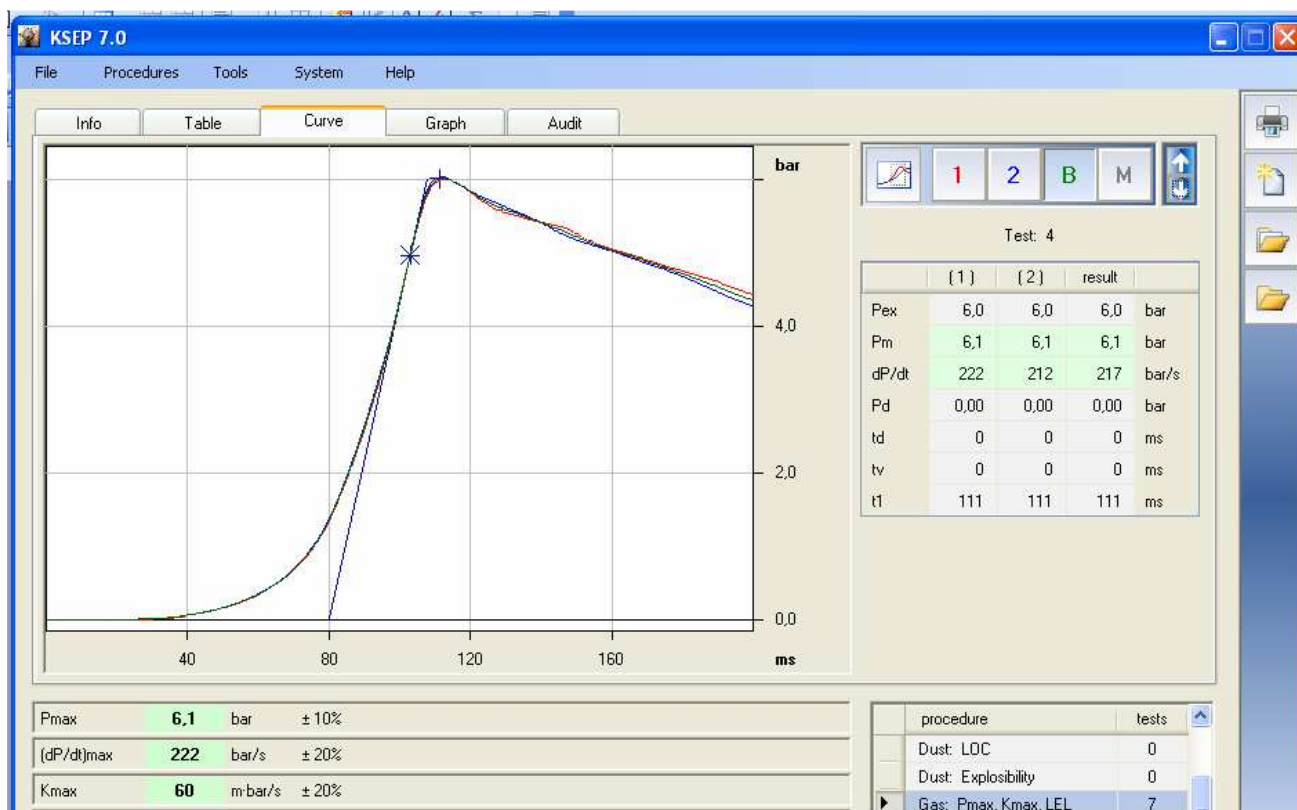 KSEP 7.0
File Procedures Tools System Help
Info Table Curve Graph Audit
bar
4,0
2,0
0,0
40 80 120 160 ms
1 2 B M
Test: 4
(1) (2) result
Pex 6,0 6,0 6,0 bar
Pm 6,1 6,1 6,1 bar
dP/dt 222 212 217 bar/s
Pd 0,00 0,00 0,00 bar
td 0 0 0 ms
tv 0 0 0 ms
t1 111 111 111 ms
Pmax 6,1 bar ± 10%
(dP/dt)max 222 bar/s ± 20%
Kmax 60 m·bar/s ± 20%
procedure tests
Dust: LOC 0
Dust: Explosibility 0
Gas: Pmax, Kmax, LEL 7